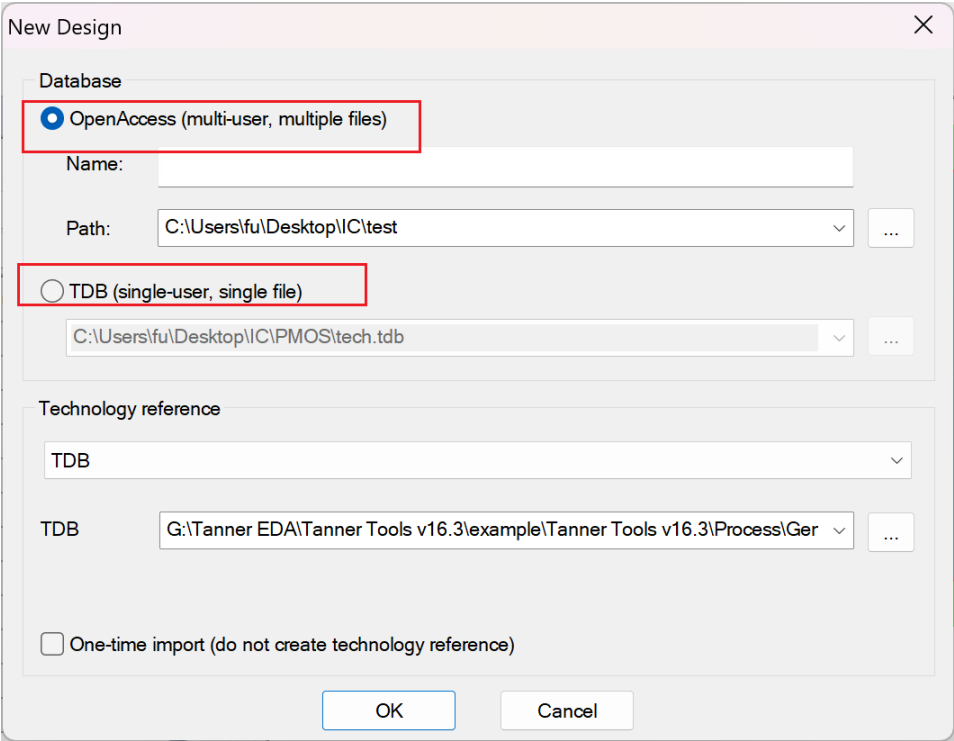 New Design
Database
OpenAccess (multi-user, multiple files)
Name:
Path: C:\Users\fu\Desktop\IC\test ...
TDB (single-user, single file)
C:\Users\fu\Desktop\IC\PMOS\tech.tdb ...
Technology reference
TDB
TDB G:\Tanner EDA\Tanner Tools v16.3\example\Tanner Tools v16.3\Process\Ger ...
One-time import (do not create technology reference)
OK Cancel